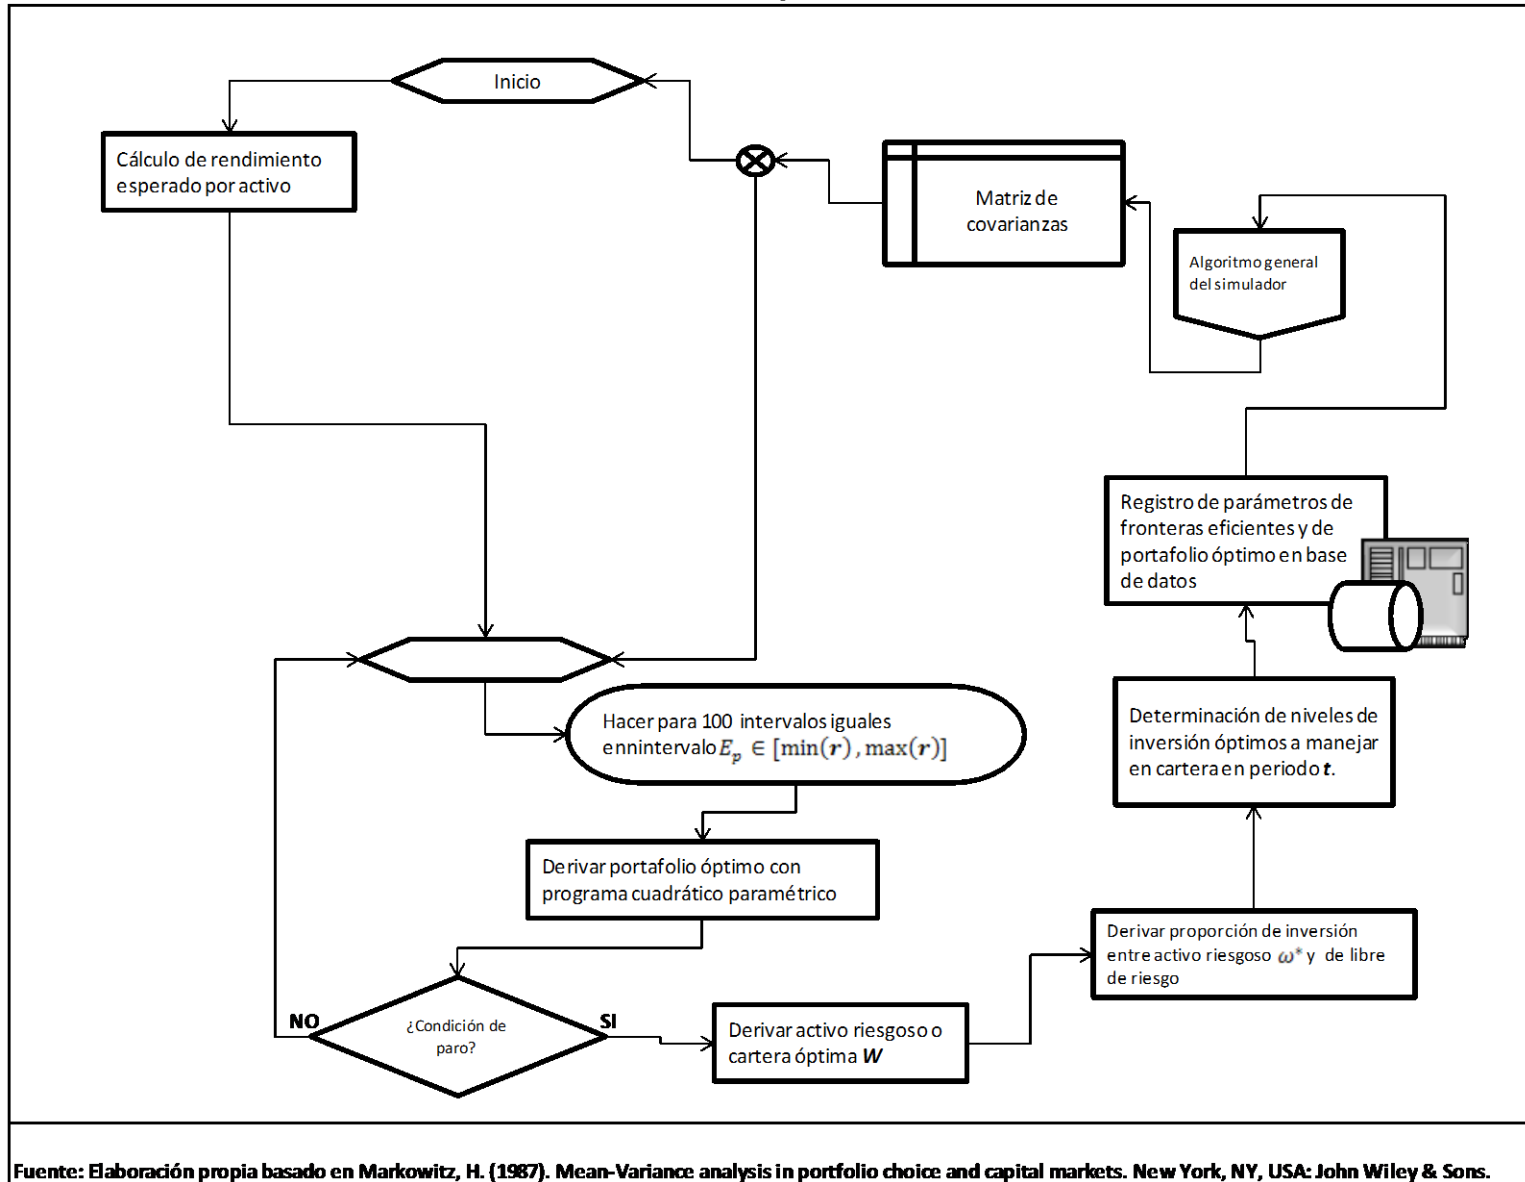 Inicio
Cálculo de rendimiento
esperado por activo
Matriz de
covarianzas
Algoritmo general
del simulador
Registro de parámetros de
fronteras eficientes y de
portafolio óptimo en base
de datos
Hacer para 100 intervalos iguales
ennintervalo E_p ∈ [min(r), max(r)]
Determinación de niveles de
inversión óptimos a manejar
en cartera en periodo t.
Derivar portafolio óptimo con
programa cuadrático paramétrico
Derivar proporción de inversión
entre activo riesgoso ω* y de libre
de riesgo
NO
¿Condición de
paro?
SI
Derivar activo riesgoso o
cartera óptima W
Fuente: Elaboración propia basado en Markowitz, H. (1987). Mean-Variance analysis in portfolio choice and capital markets. New York, NY, USA: John Wiley & Sons.